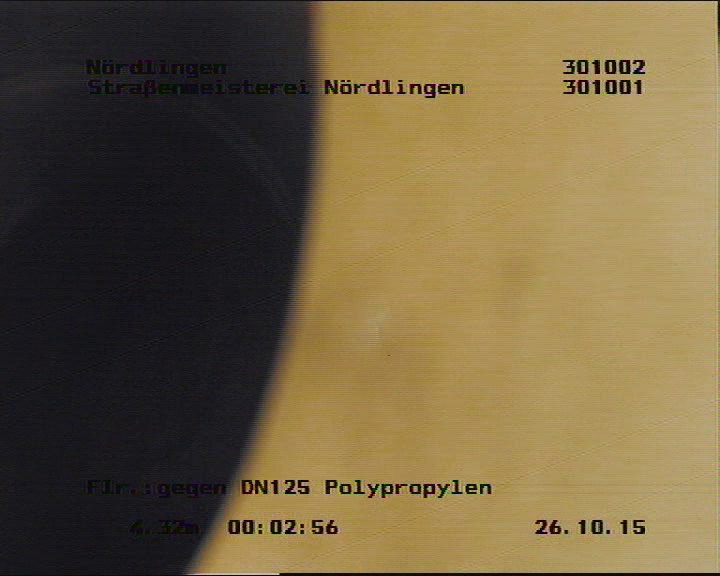 Nördlingen 301002
Straßenmeisterei Nördlingen 301001
Flr.:gegen DN125 Polypropylen
4.32m 00:02:56 26.10.15